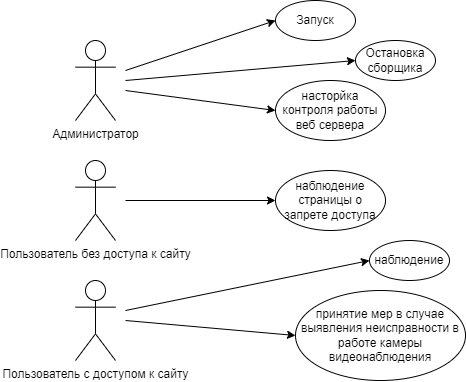 Запуск
Остановка
сборщика
насторйка
контроля работы
веб сервера
Администратор
наблюдение
страницы о
запрете доступа
Пользователь без доступа к сайту
наблюдение
принятие мер в случае
выявления неисправности в
работе камеры
видеонаблюдения
Пользователь с доступом к сайту